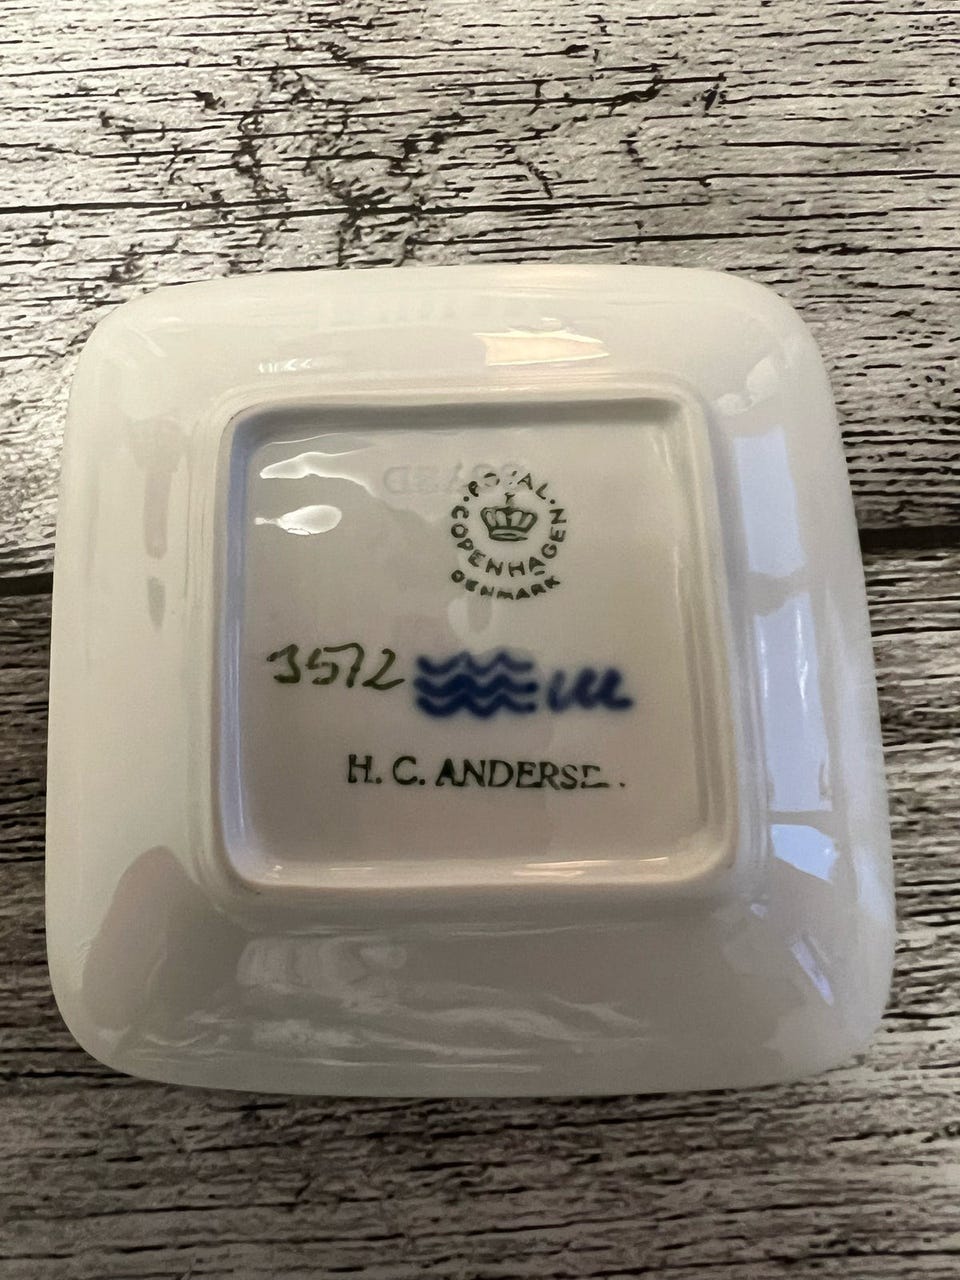 ROYAL
COPENHAGEN
DENMARK
3572
H. C. ANDERSE